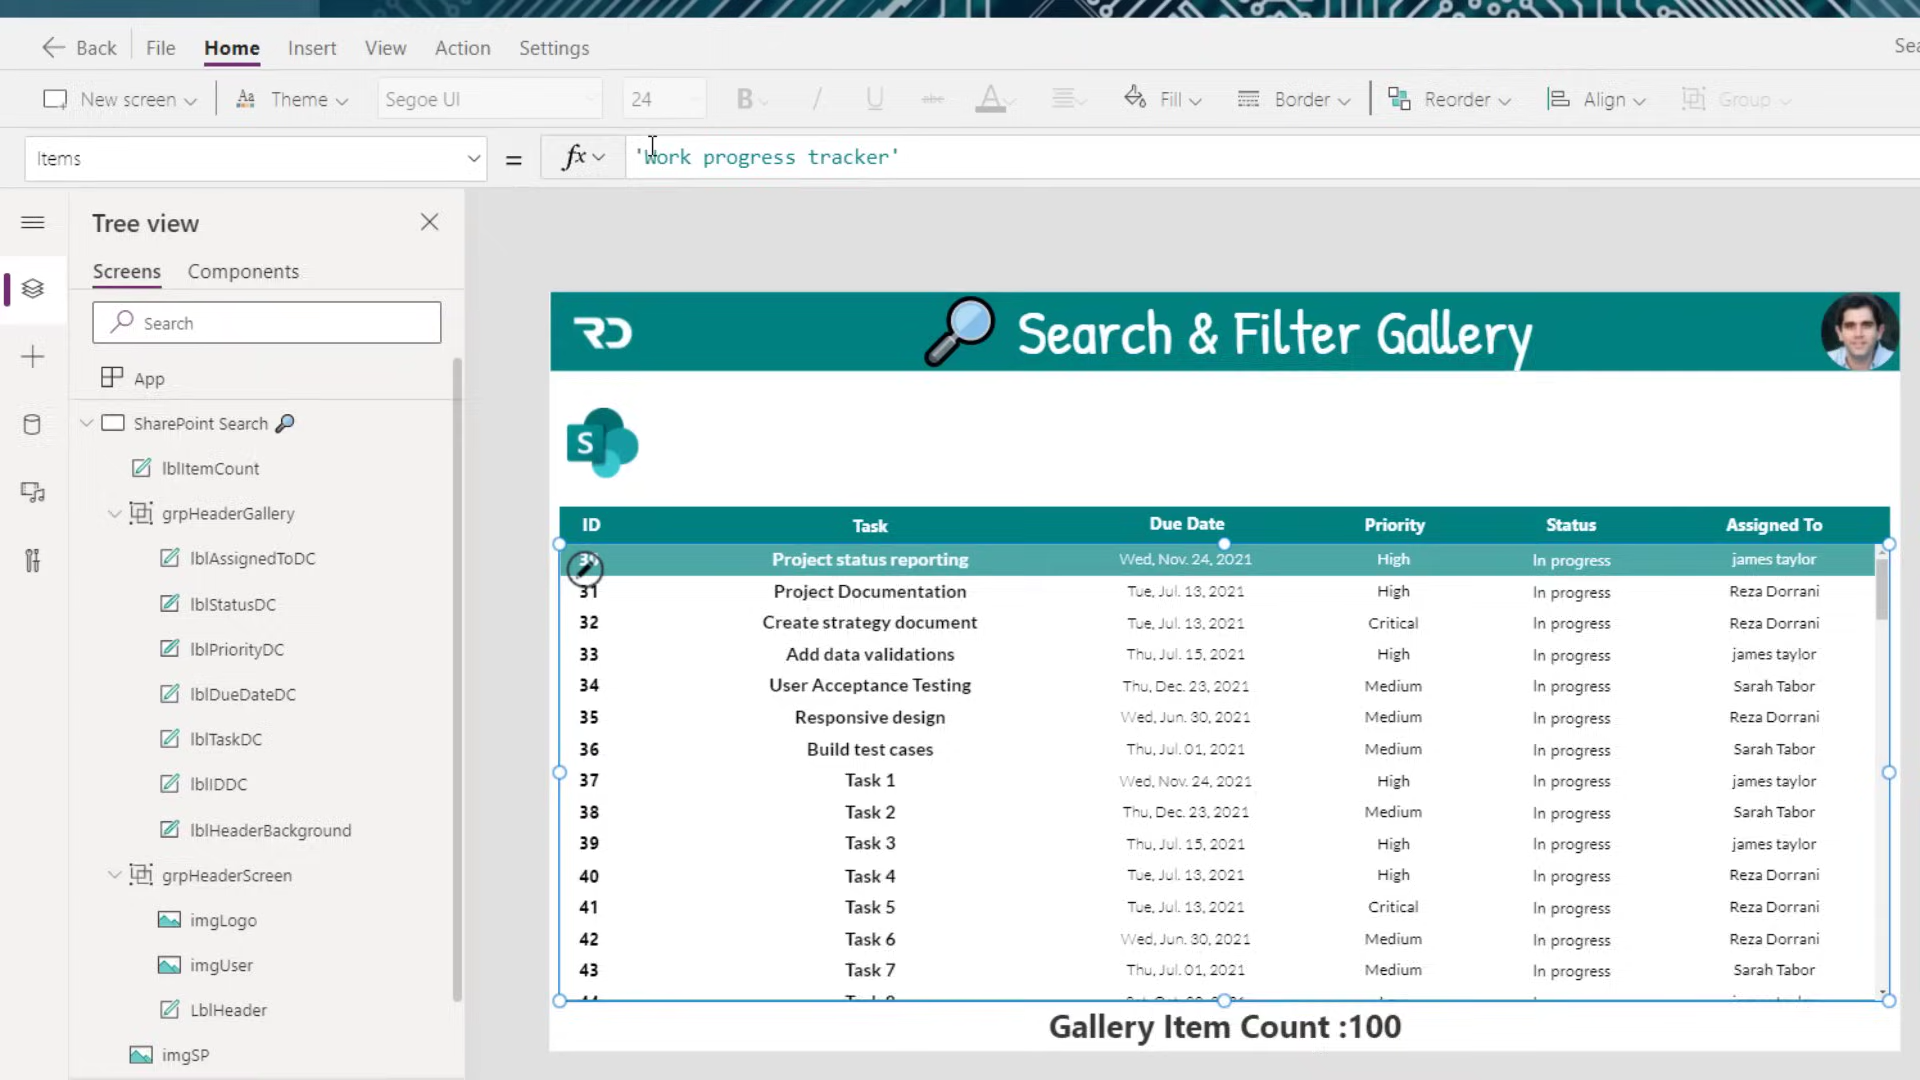 Back File Home Insert View Action Settings
New screen Aa Theme Segoe UI 24 B / U abc A Fill Border Reorder Align Group
Items = fx 'Work progress tracker'
Tree view
Screens Components
Search
App
SharePoint Search
lblItemCount
grpHeaderGallery
lblAssignedToDC
lblStatusDC
lblPriorityDC
lblDueDateDC
lblTaskDC
lblIDDC
lblHeaderBackground
grpHeaderScreen
imgLogo
imgUser
LblHeader
imgSP
RD Search & Filter Gallery
S
ID Task Due Date Priority Status Assigned To
Project status reporting Wed, Nov. 24, 2021 High In progress james taylor
31 Project Documentation Tue, Jul. 13, 2021 High In progress Reza Dorrani
32 Create strategy document Tue, Jul. 13, 2021 Critical In progress Reza Dorrani
33 Add data validations Thu, Jul. 15, 2021 High In progress james taylor
34 User Acceptance Testing Thu, Dec. 23, 2021 Medium In progress Sarah Tabor
35 Responsive design Wed, Jun. 30, 2021 Medium In progress Reza Dorrani
36 Build test cases Thu, Jul. 01, 2021 Medium In progress Sarah Tabor
37 Task 1 Wed, Nov. 24, 2021 High In progress james taylor
38 Task 2 Thu, Dec. 23, 2021 Medium In progress Sarah Tabor
39 Task 3 Thu, Jul. 15, 2021 High In progress james taylor
40 Task 4 Tue, Jul. 13, 2021 High In progress Reza Dorrani
41 Task 5 Tue, Jul. 13, 2021 Critical In progress Reza Dorrani
42 Task 6 Wed, Jun. 30, 2021 Medium In progress Reza Dorrani
43 Task 7 Thu, Jul. 01, 2021 Medium In progress Sarah Tabor
Gallery Item Count :100